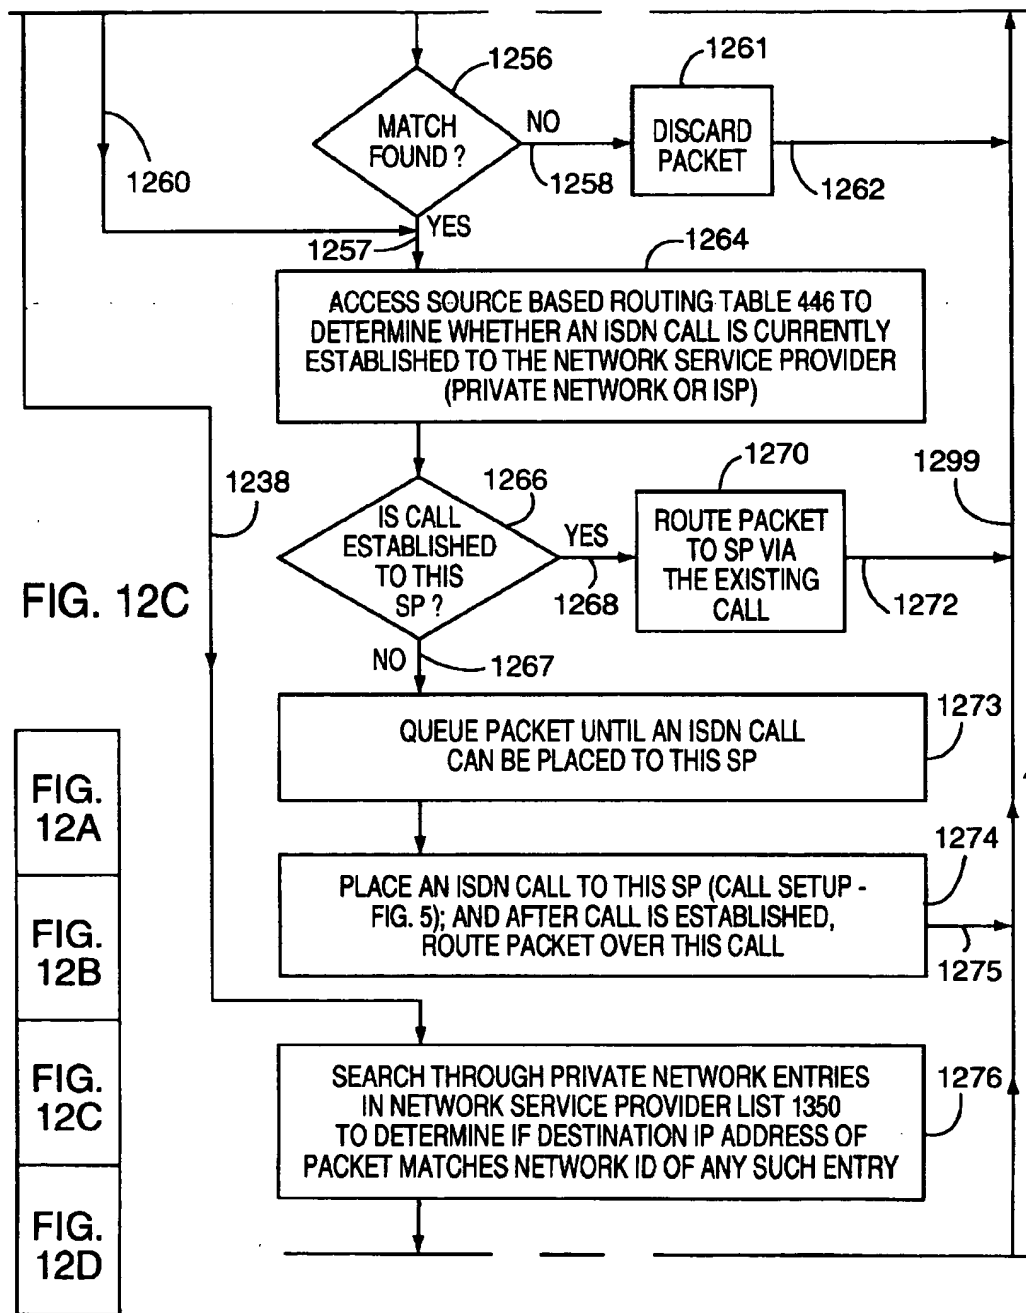 1256
1261
MATCH
FOUND ?
NO
1258
DISCARD
PACKET
1262
1260
YES
1257
1264
ACCESS SOURCE BASED ROUTING TABLE 446 TO
DETERMINE WHETHER AN ISDN CALL IS CURRENTLY
ESTABLISHED TO THE NETWORK SERVICE PROVIDER
(PRIVATE NETWORK OR ISP)
1238
1266
1270
1299
IS CALL
ESTABLISHED
TO THIS
SP ?
YES
1268
ROUTE PACKET
TO SP VIA
THE EXISTING
CALL
1272
FIG. 12C
NO
1267
QUEUE PACKET UNTIL AN ISDN CALL
CAN BE PLACED TO THIS SP
1273
PLACE AN ISDN CALL TO THIS SP (CALL SETUP -
FIG. 5); AND AFTER CALL IS ESTABLISHED,
ROUTE PACKET OVER THIS CALL
1274
1275
SEARCH THROUGH PRIVATE NETWORK ENTRIES
IN NETWORK SERVICE PROVIDER LIST 1350
TO DETERMINE IF DESTINATION IP ADDRESS OF
PACKET MATCHES NETWORK ID OF ANY SUCH ENTRY
1276
FIG.
12A
FIG.
12B
FIG.
12C
FIG.
12D